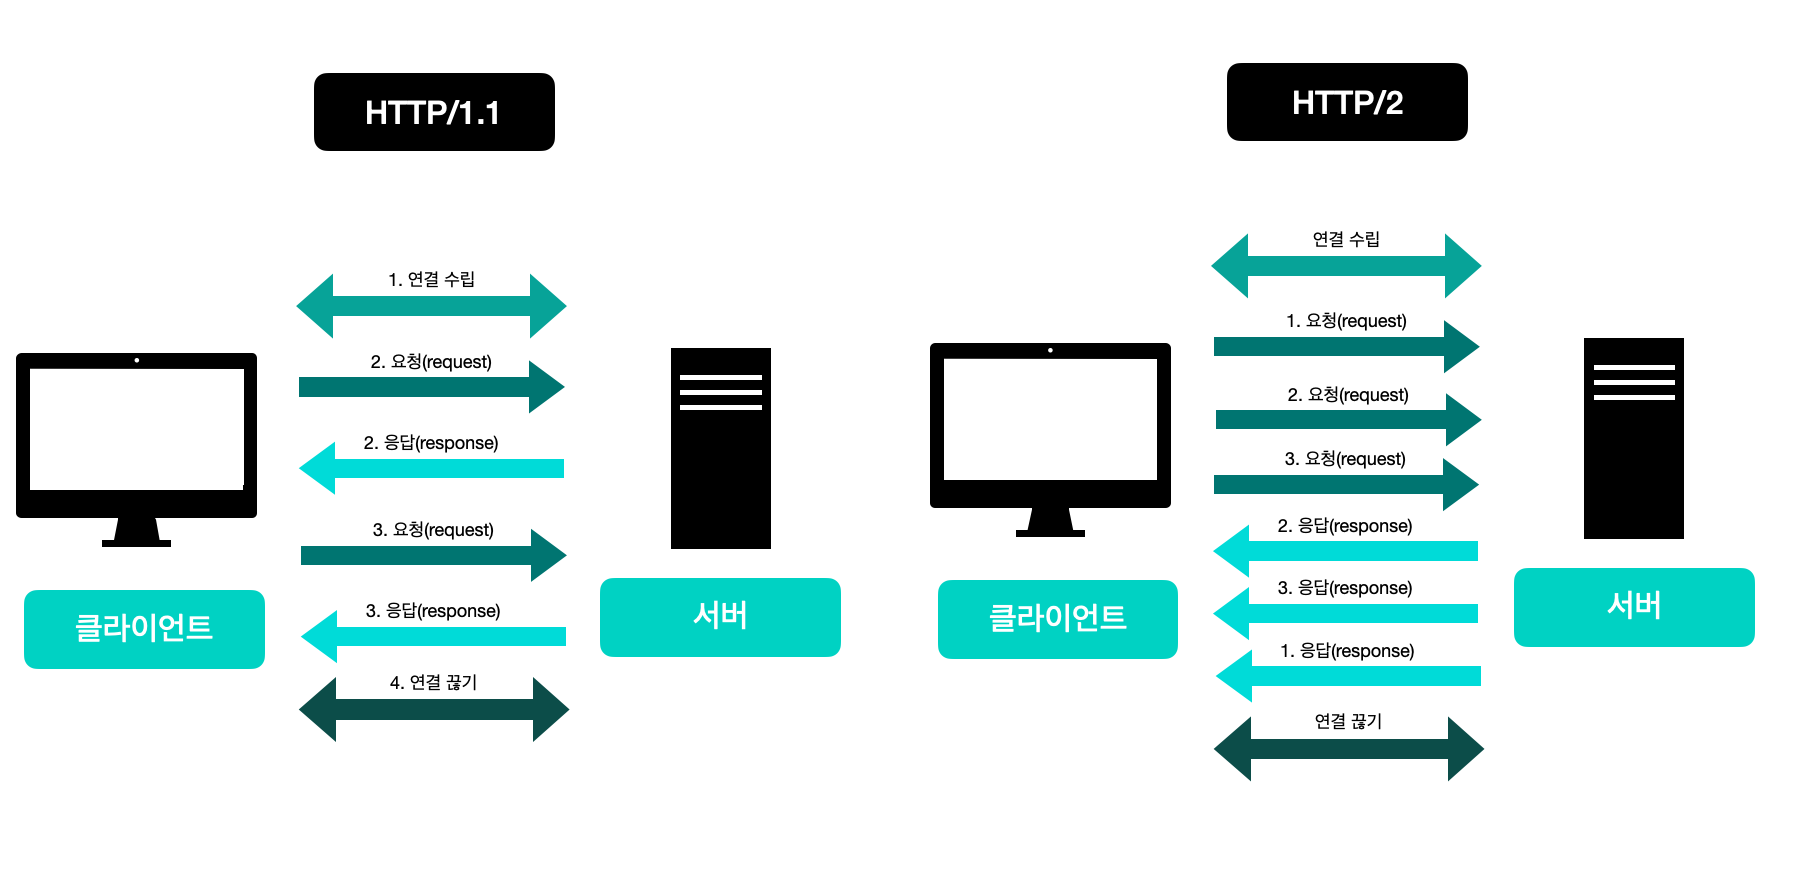 HTTP/1.1
1. 연결 수립
2. 요청(request)
2. 응답(response)
3. 요청(request)
3. 응답(response)
4. 연결 끊기
클라이언트
서버
HTTP/2
연결 수립
1. 요청(request)
2. 요청(request)
3. 요청(request)
2. 응답(response)
3. 응답(response)
1. 응답(response)
연결 끊기
클라이언트
서버